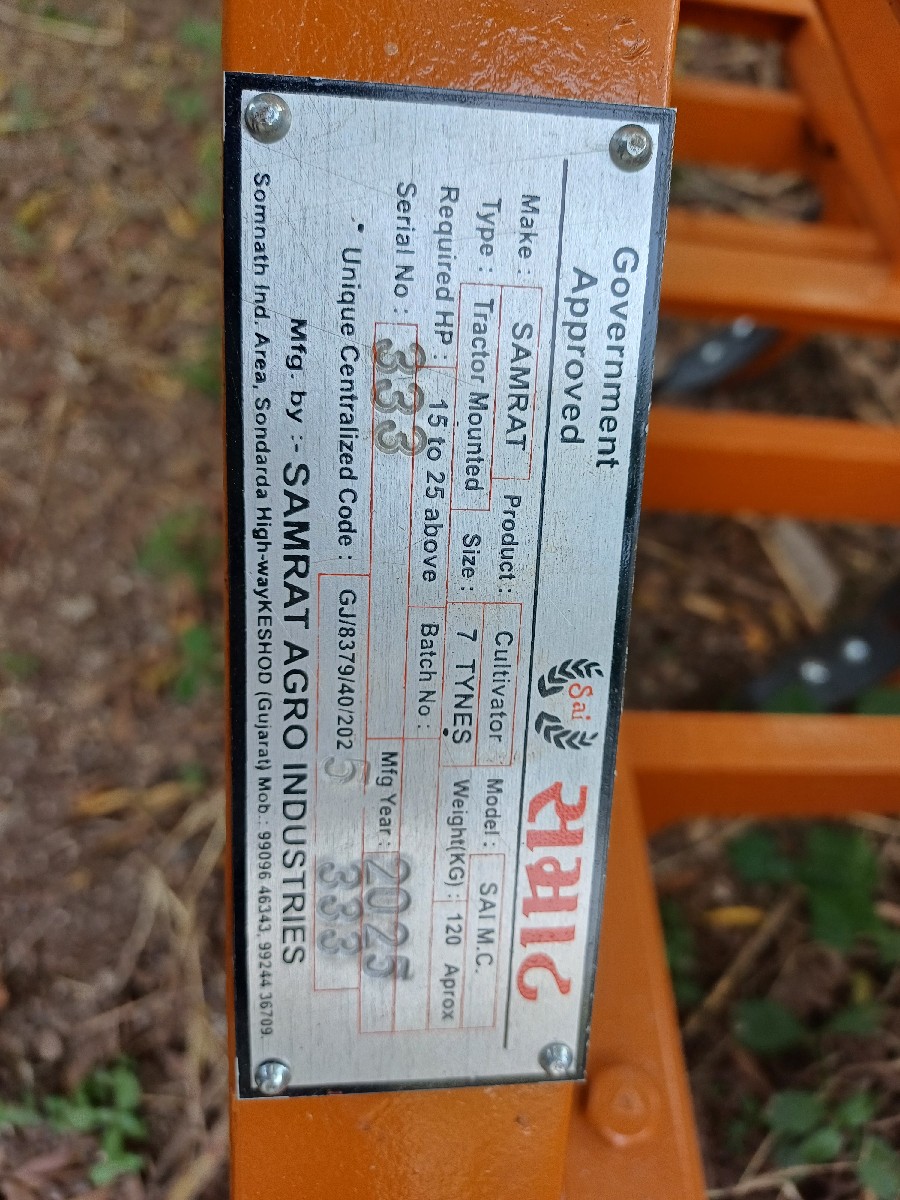 Government
Approved
Sai
સમ્રાટ
Make : SAMRAT Product : Cultivator Model : SAI M.C.
Type : Tractor Mounted Size : 7 TYNES Weight(KG) : 120 Aprox
Required HP : 15 to 25 above Batch No :
Serial No : 333 Mfg Year : 2025
• Unique Centralized Code : GJ/8379/40/2025 333
Mfg. by :- SAMRAT AGRO INDUSTRIES
Somnath Ind. Area, Sondarda High-wayKESHOD (Gujarat) Mob.: 99096 46343, 99244 36709.